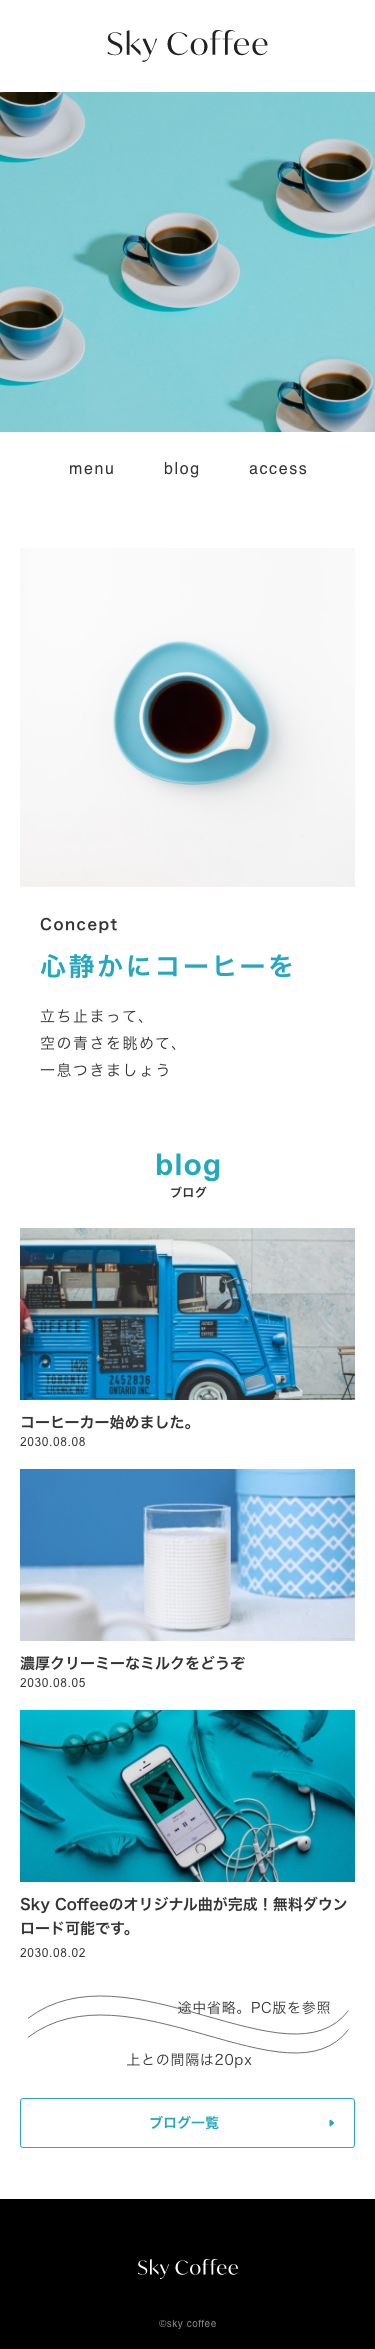 Sky Coffee
menu blog access
Concept
心静かにコーヒーを
立ち止まって、
空の青さを眺めて、
一息つきましょう
blog
ブログ
OFFEE
1426
TORONTO
2452836
ONTARIO INC.
コーヒーカー始めました。
2030.08.08
濃厚クリーミーなミルクをどうぞ
2030.08.05
Sky Coffeeのオリジナル曲が完成！無料ダウン
ロード可能です。
2030.08.02
途中省略。PC版を参照
上との間隔は20px
ブログ一覧
Sky Coffee
©sky coffee